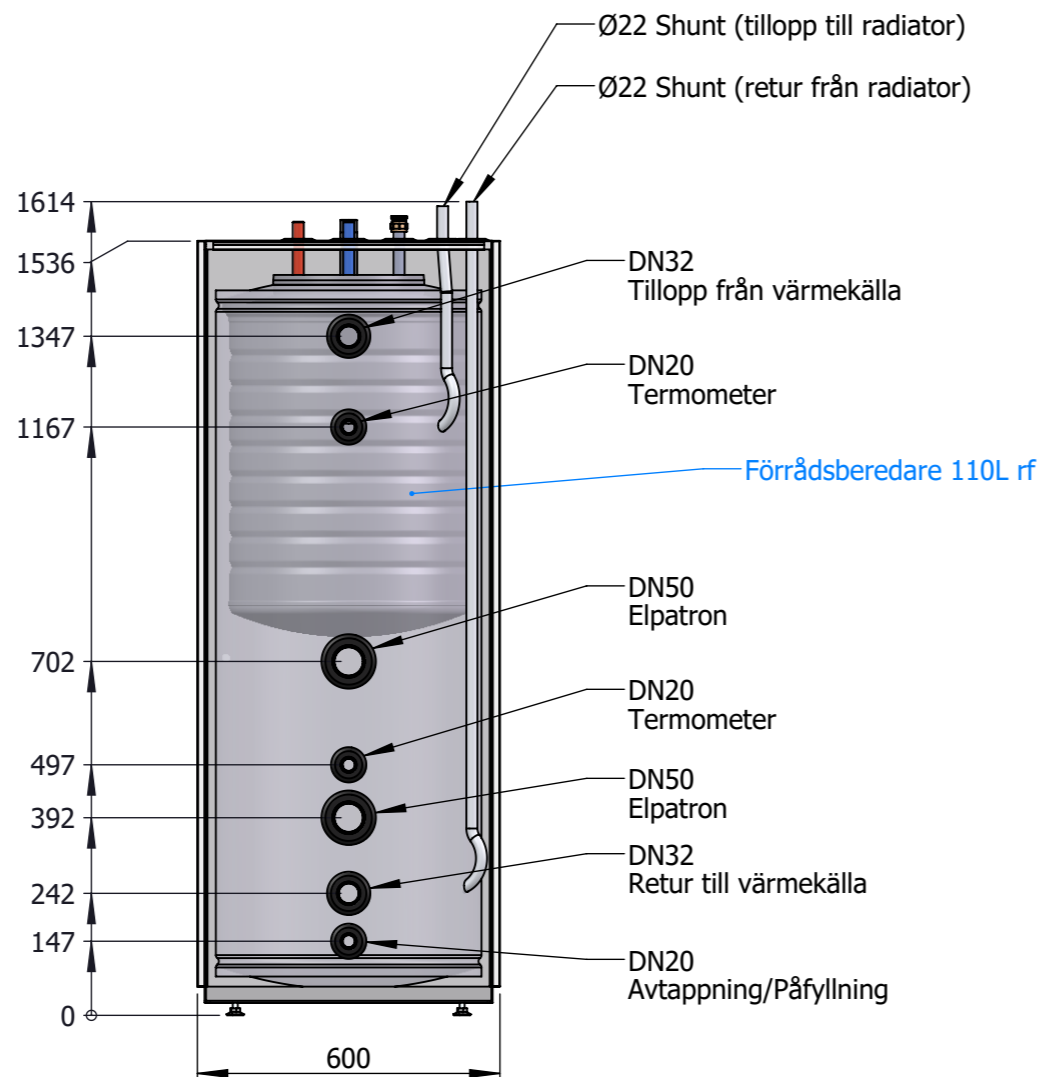 Ø22 Shunt (tillopp till radiator)
Ø22 Shunt (retur från radiator)
1614
1536
1347
1167
702
497
392
242
147
0
DN32
Tillopp från värmekälla
DN20
Termometer
Förrådsberedare 110L rf
DN50
Elpatron
DN20
Termometer
DN50
Elpatron
DN32
Retur till värmekälla
DN20
Avtappning/Påfyllning
600